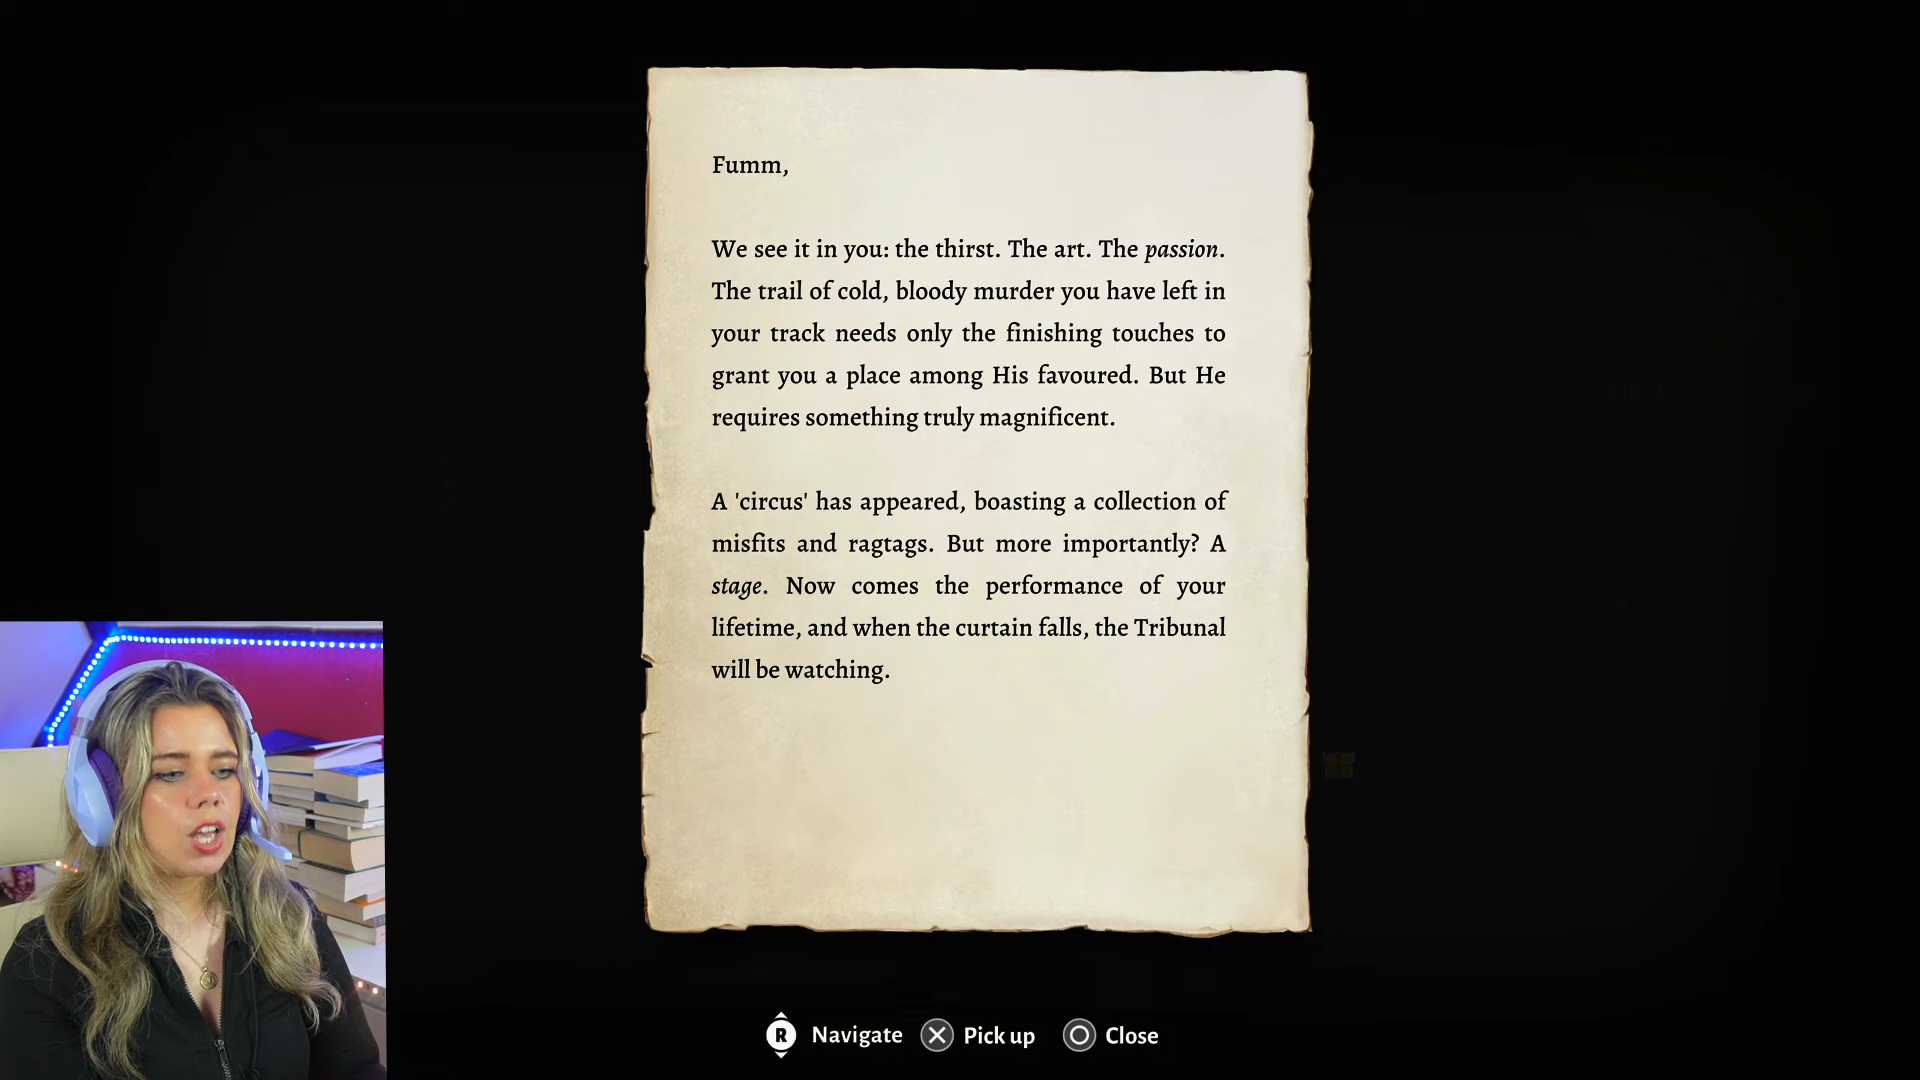 Fumm,
We see it in you: the thirst. The art. The passion.
The trail of cold, bloody murder you have left in
your track needs only the finishing touches to
grant you a place among His favoured. But He
requires something truly magnificent.
A 'circus' has appeared, boasting a collection of
misfits and ragtags. But more importantly? A
stage. Now comes the performance of your
lifetime, and when the curtain falls, the Tribunal
will be watching.
R Navigate Pick up Close